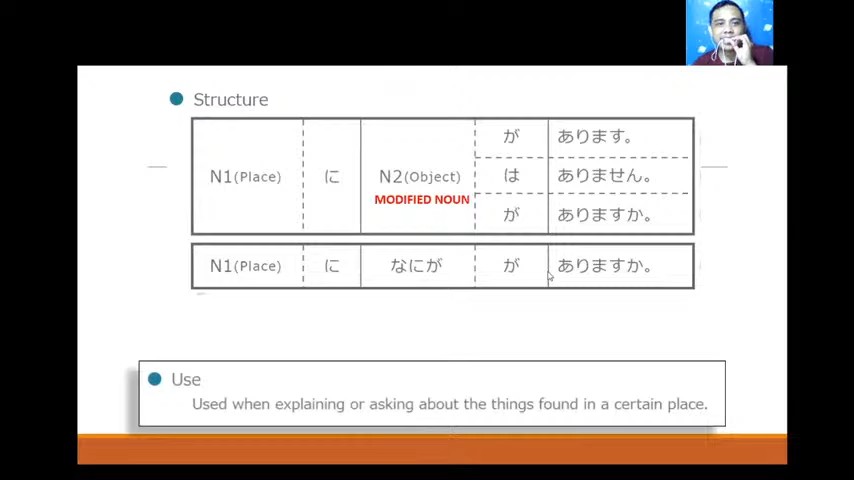 Structure
N1(Place) に N2(Object) が あります。
MODIFIED NOUN は ありません。
が ありますか。
N1(Place) に なにが が ありますか。
Use
Used when explaining or asking about the things found in a certain place.